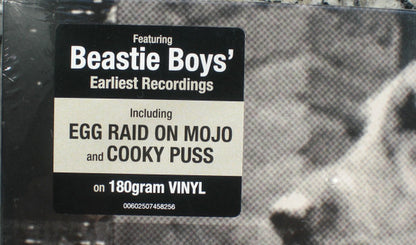 Featuring
Beastie Boys'
Earliest Recordings
Including
EGG RAID ON MOJO
and COOKY PUSS
on 180gram VINYL
00602507458256